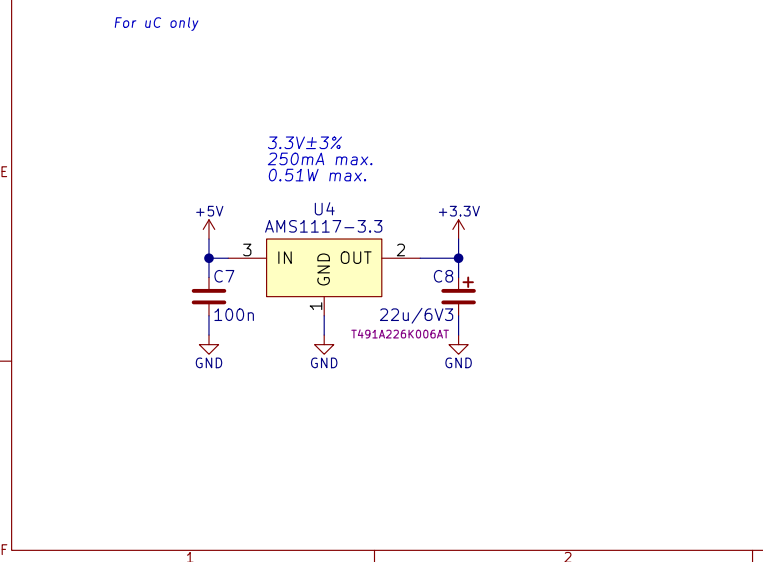 For uC only
3.3V±3%
250mA max.
0.51W max.
E
+5V
U4
+3.3V
AMS1117-3.3
3
IN
GND
OUT
2
C7
C8
1
100n
22u/6V3
T491A226K006AT
GND
GND
GND
F
1
2